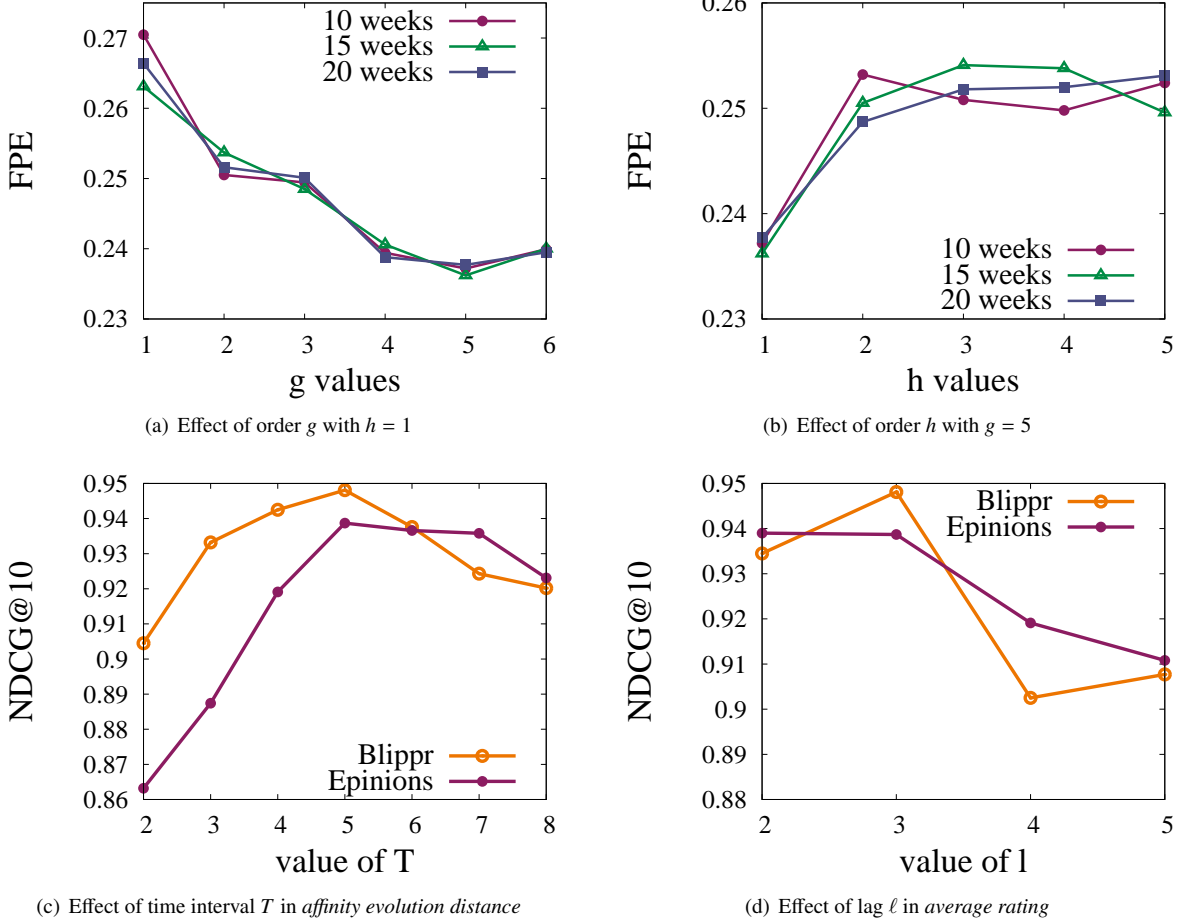 0.27
0.26
0.25
0.24
0.23
FPE
10 weeks
15 weeks
20 weeks
1 2 3 4 5 6
g values
(a) Effect of order g with h = 1
0.26
0.25
0.24
0.23
FPE
10 weeks
15 weeks
20 weeks
1 2 3 4 5
h values
(b) Effect of order h with g = 5
0.95
0.94
0.93
0.92
0.91
0.9
0.89
0.88
0.87
0.86
NDCG@10
Blippr
Epinions
2 3 4 5 6 7 8
value of T
(c) Effect of time interval T in affinity evolution distance
0.95
0.94
0.93
0.92
0.91
0.9
0.89
0.88
NDCG@10
Blippr
Epinions
2 3 4 5
value of l
(d) Effect of lag ℓ in average rating